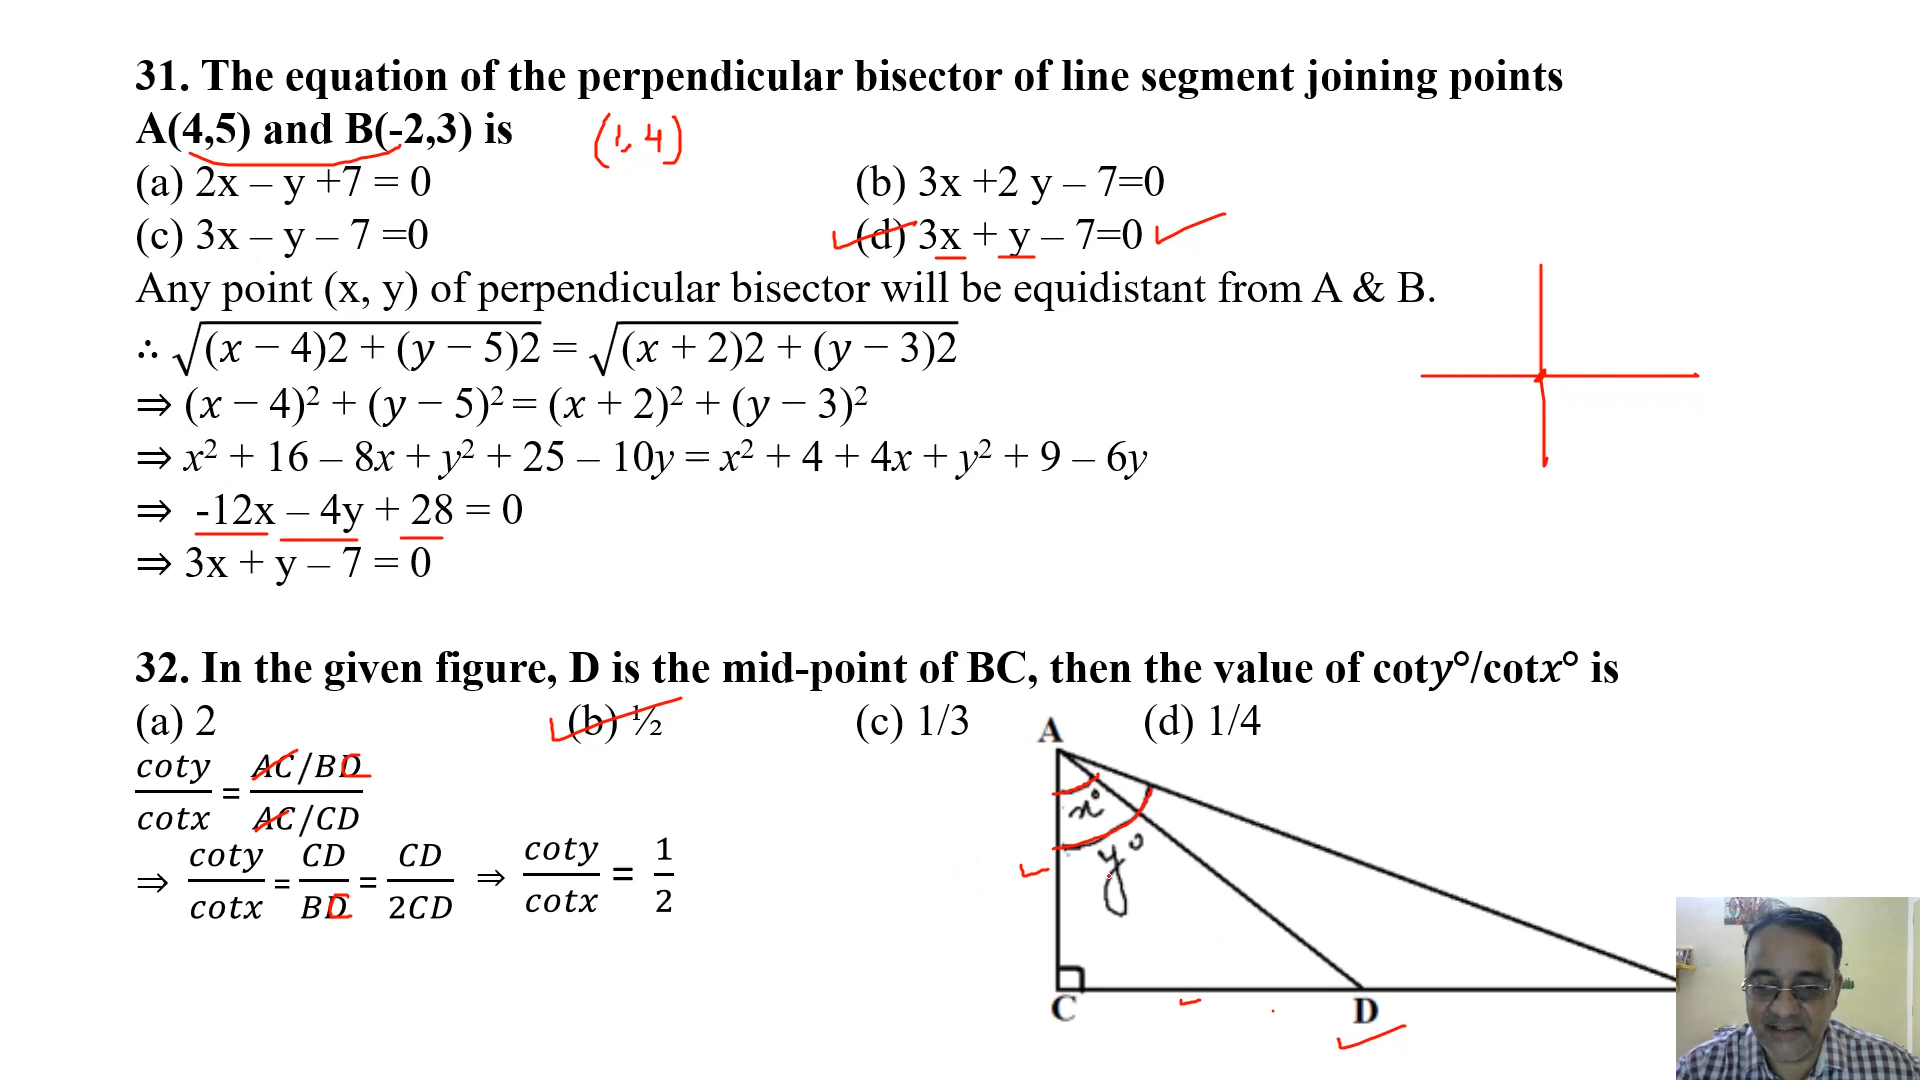 31. The equation of the perpendicular bisector of line segment joining points
A(4,5) and B(-2,3) is (1, 4)
(a) 2x – y +7 = 0 (b) 3x +2 y – 7=0
(c) 3x – y – 7 =0 (d) 3x + y – 7=0
Any point (x, y) of perpendicular bisector will be equidistant from A & B.
∴ √(x − 4)2 + (y − 5)2 = √(x + 2)2 + (y − 3)2
⇒ (x − 4)² + (y − 5)² = (x + 2)² + (y − 3)²
⇒ x² + 16 – 8x + y² + 25 – 10y = x² + 4 + 4x + y² + 9 – 6y
⇒ -12x – 4y + 28 = 0
⇒ 3x + y – 7 = 0
32. In the given figure, D is the mid-point of BC, then the value of coty°/cotx° is
(a) 2 (b) ½ (c) 1/3 (d) 1/4
A
coty/cotx = AC/BD / AC/CD
x°
⇒ coty/cotx = CD/BD = CD/2CD ⇒ coty/cotx = 1/2
y°
C D